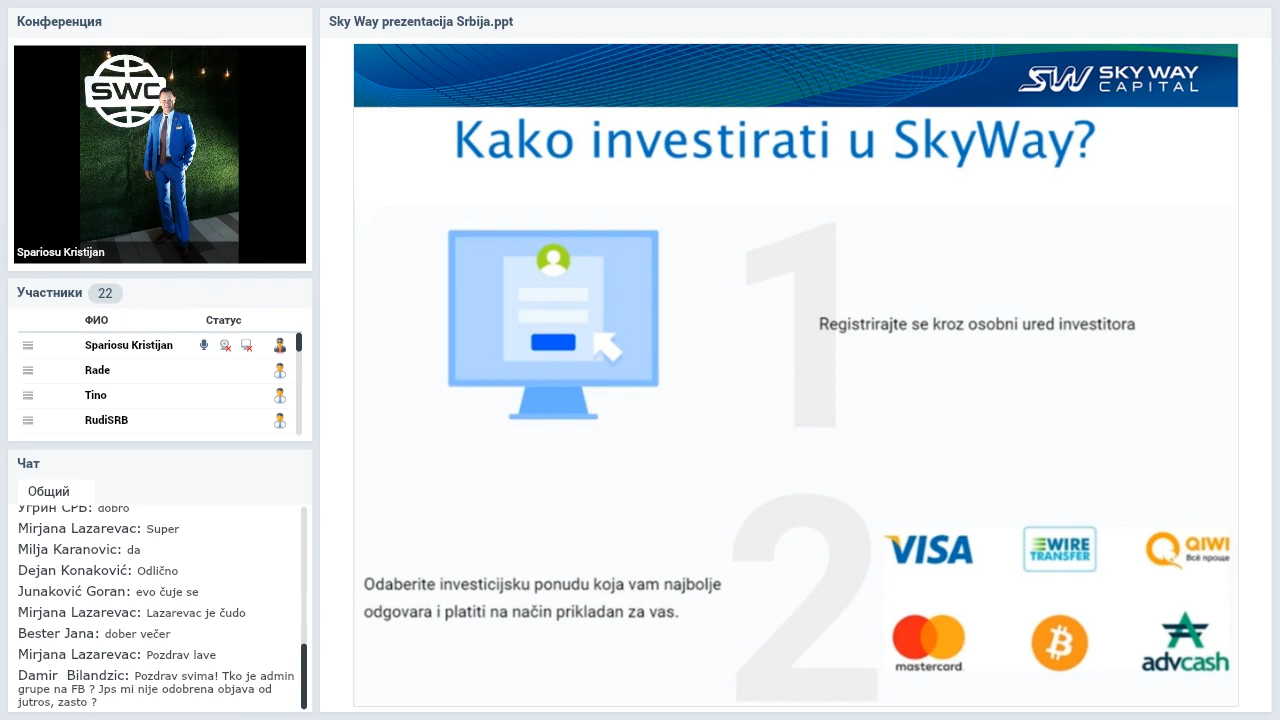 Конференция
SWC
Spariosu Kristijan
Участники 22
ФИО Статус
Spariosu Kristijan
Rade
Tino
RudiSRB
Чат
Общий
Угрин СРБ: dobro
Mirjana Lazarevac: Super
Milja Karanovic: da
Dejan Konaković: Odlično
Junaković Goran: evo čuje se
Mirjana Lazarevac: Lazarevac je čudo
Bester Jana: dober večer
Mirjana Lazarevac: Pozdrav lave
Damir Bilandzic: Pozdrav svima! Tko je admin
grupe na FB ? Jps mi nije odobrena objava od
jutros, zasto ?
Sky Way prezentacija Srbija.ppt
SW SKY WAY
CAPITAL
Kako investirati u SkyWay?
1
Registrirajte se kroz osobni ured investitora
2
Odaberite investicijsku ponudu koja vam najbolje
odgovara i platiti na način prikladan za vas.
VISA
WIRE
TRANSFER
QIWI
Всё проще
mastercard
advcash